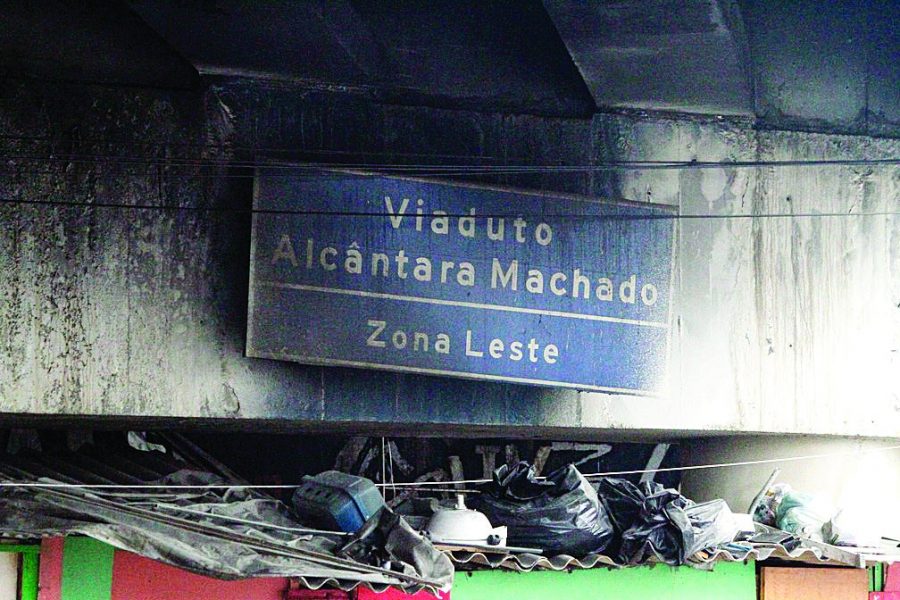 Viaduto
Alcântara Machado
Zona Leste